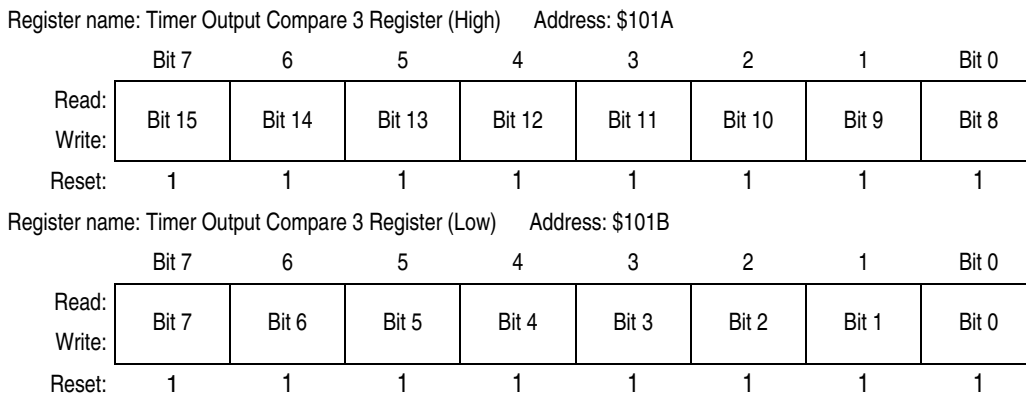 Register name: Timer Output Compare 3 Register (High) Address: $101A
Bit 7 6 5 4 3 2 1 Bit 0
Read:
Bit 15 Bit 14 Bit 13 Bit 12 Bit 11 Bit 10 Bit 9 Bit 8
Write:
Reset: 1 1 1 1 1 1 1 1
Register name: Timer Output Compare 3 Register (Low) Address: $101B
Bit 7 6 5 4 3 2 1 Bit 0
Read:
Bit 7 Bit 6 Bit 5 Bit 4 Bit 3 Bit 2 Bit 1 Bit 0
Write:
Reset: 1 1 1 1 1 1 1 1